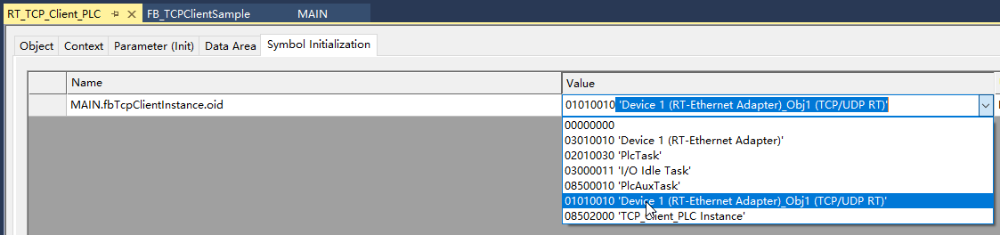 RT_TCP_Client_PLC FB_TCPClientSample MAIN
Object Context Parameter (Init) Data Area Symbol Initialization
Name Value
MAIN.fbTcpClientInstance.oid 01010010 'Device 1 (RT-Ethernet Adapter)_Obj1 (TCP/UDP RT)'
00000000
03010010 'Device 1 (RT-Ethernet Adapter)'
02010030 'PlcTask'
03000011 'I/O Idle Task'
08500010 'PlcAuxTask'
01010010 'Device 1 (RT-Ethernet Adapter)_Obj1 (TCP/UDP RT)'
08502000 'TCP_Client_PLC Instance'